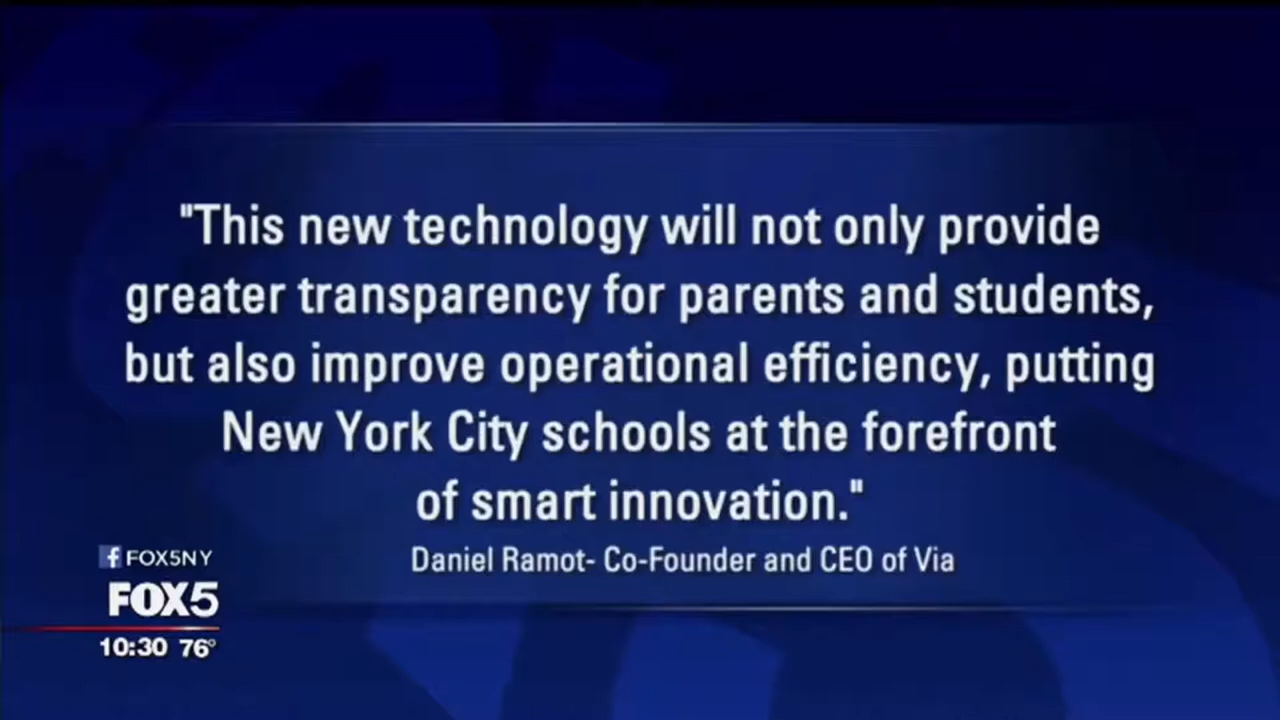 "This new technology will not only provide
greater transparency for parents and students,
but also improve operational efficiency, putting
New York City schools at the forefront
of smart innovation."
Daniel Ramot- Co-Founder and CEO of Via
f FOX5NY
FOX5
10:30 76°